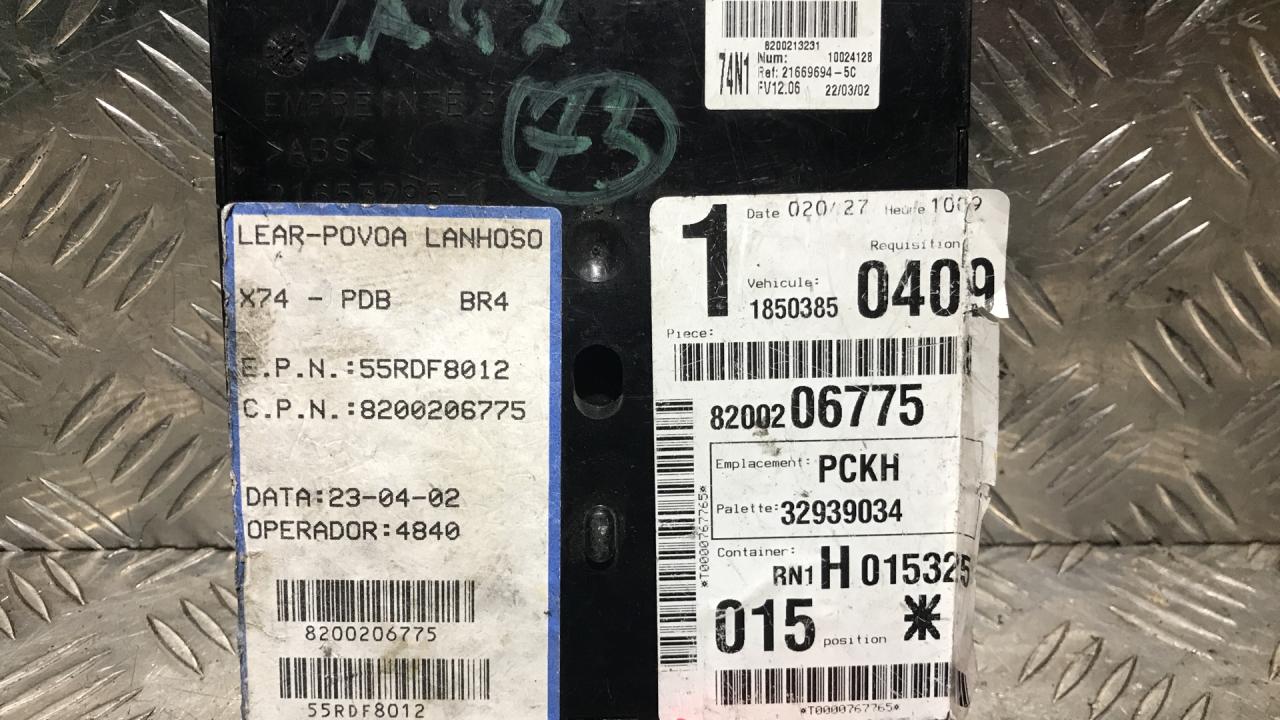 8200213231
74N1 Num: 10024128
Ref: 21669694-5C
PV12.06 22/03/02
73
EMPREINTE 3
>ABS<
LEAR-POVOA LANHOSO
X74 - PDB BR4
E.P.N.:55RDF8012
C.P.N.:8200206775
DATA:23-04-02
OPERADOR:4840
8200206775
55RDF8012
1 Date 020/27 Heure 1009
Requisition
Vehicule: 0409
1850385
Piece:
8200206775
Emplacement: PCKH
Palette: 32939034
Container:
RN1 H 015325
015 position *
*T0000767765*
*T0000767765*